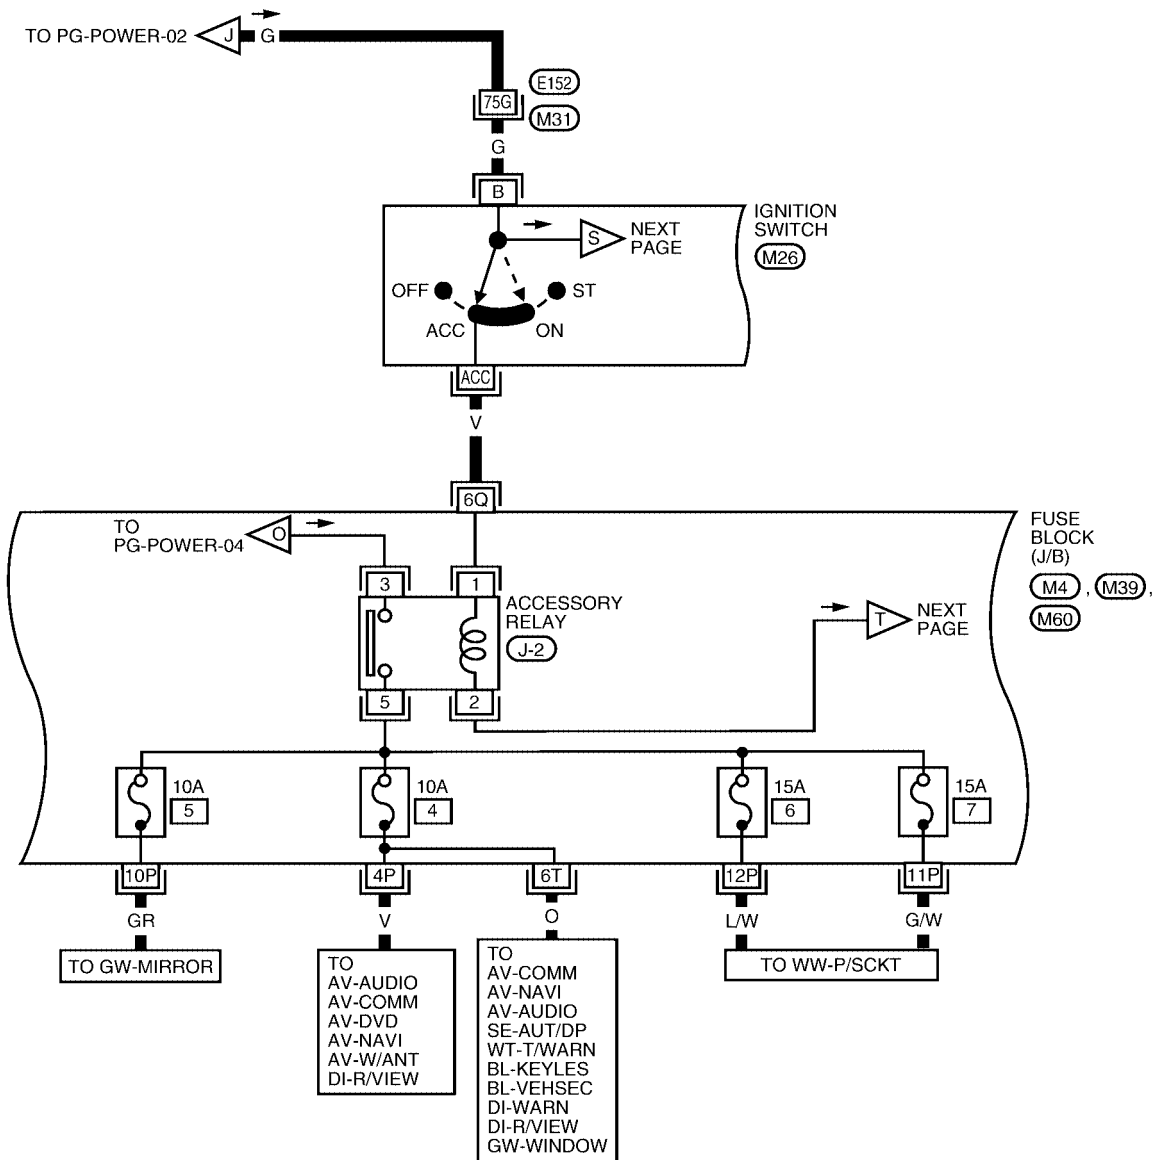 TO PG-POWER-02
J
G
75G
E152
M31
G
B
IGNITION
SWITCH
M26
S
NEXT
PAGE
OFF
ST
ACC
ON
ACC
V
6Q
TO
PG-POWER-04
O
FUSE
BLOCK
(J/B)
M4 , M39 ,
M60
3
1
ACCESSORY
RELAY
J-2
T
NEXT
PAGE
5
2
10A
5
10A
4
15A
6
15A
7
10P
4P
6T
12P
11P
GR
V
O
L/W
G/W
TO GW-MIRROR
TO
AV-AUDIO
AV-COMM
AV-DVD
AV-NAVI
AV-W/ANT
DI-R/VIEW
TO
AV-COMM
AV-NAVI
AV-AUDIO
SE-AUT/DP
WT-T/WARN
BL-KEYLES
BL-VEHSEC
DI-WARN
DI-R/VIEW
GW-WINDOW
TO WW-P/SCKT